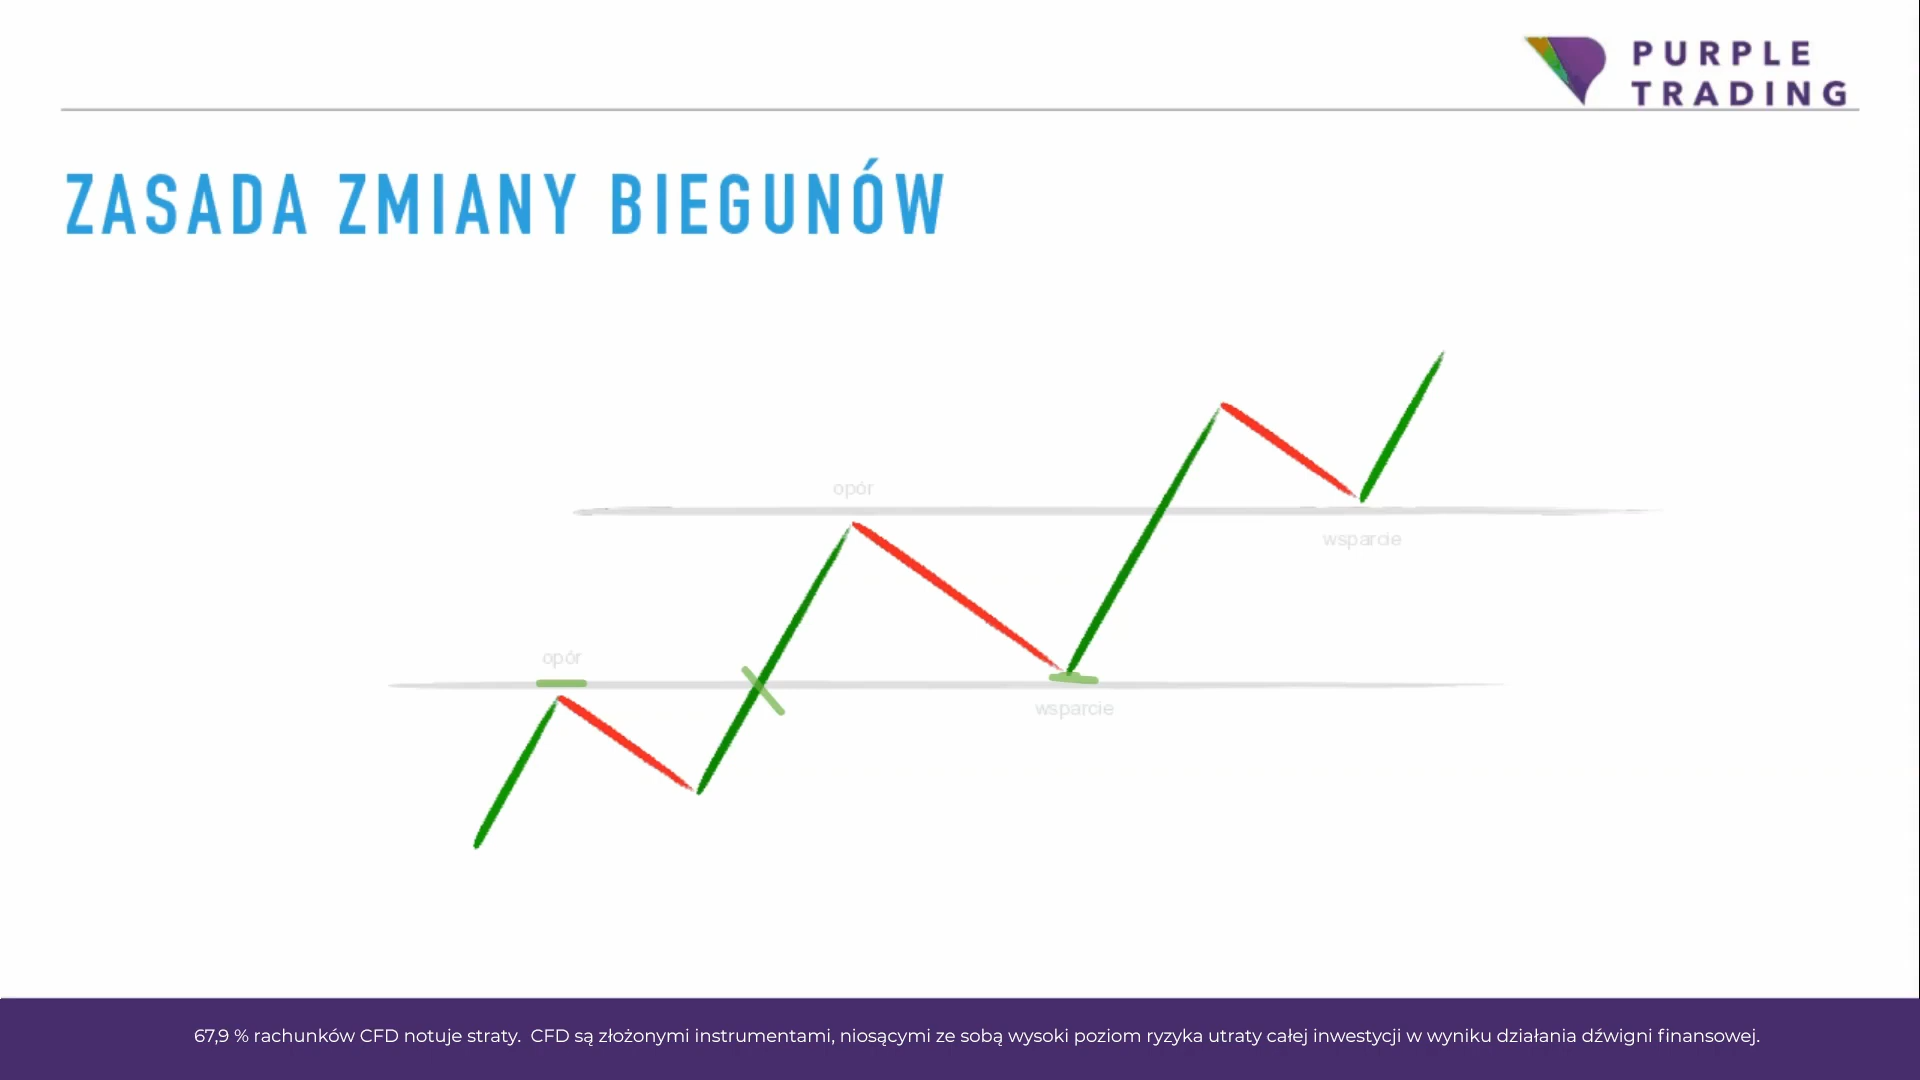 PURPLE
TRADING
ZASADA ZMIANY BIEGUNÓW
opór
wsparcie
opór
wsparcie
67,9 % rachunków CFD notuje straty. CFD są złożonymi instrumentami, niosącymi ze sobą wysoki poziom ryzyka utraty całej inwestycji w wyniku działania dźwigni finansowej.